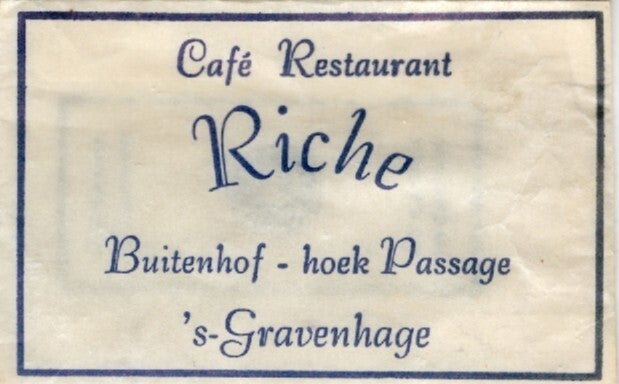 Café Restaurant
Riche
Buitenhof - hoek Passage
's-Gravenhage